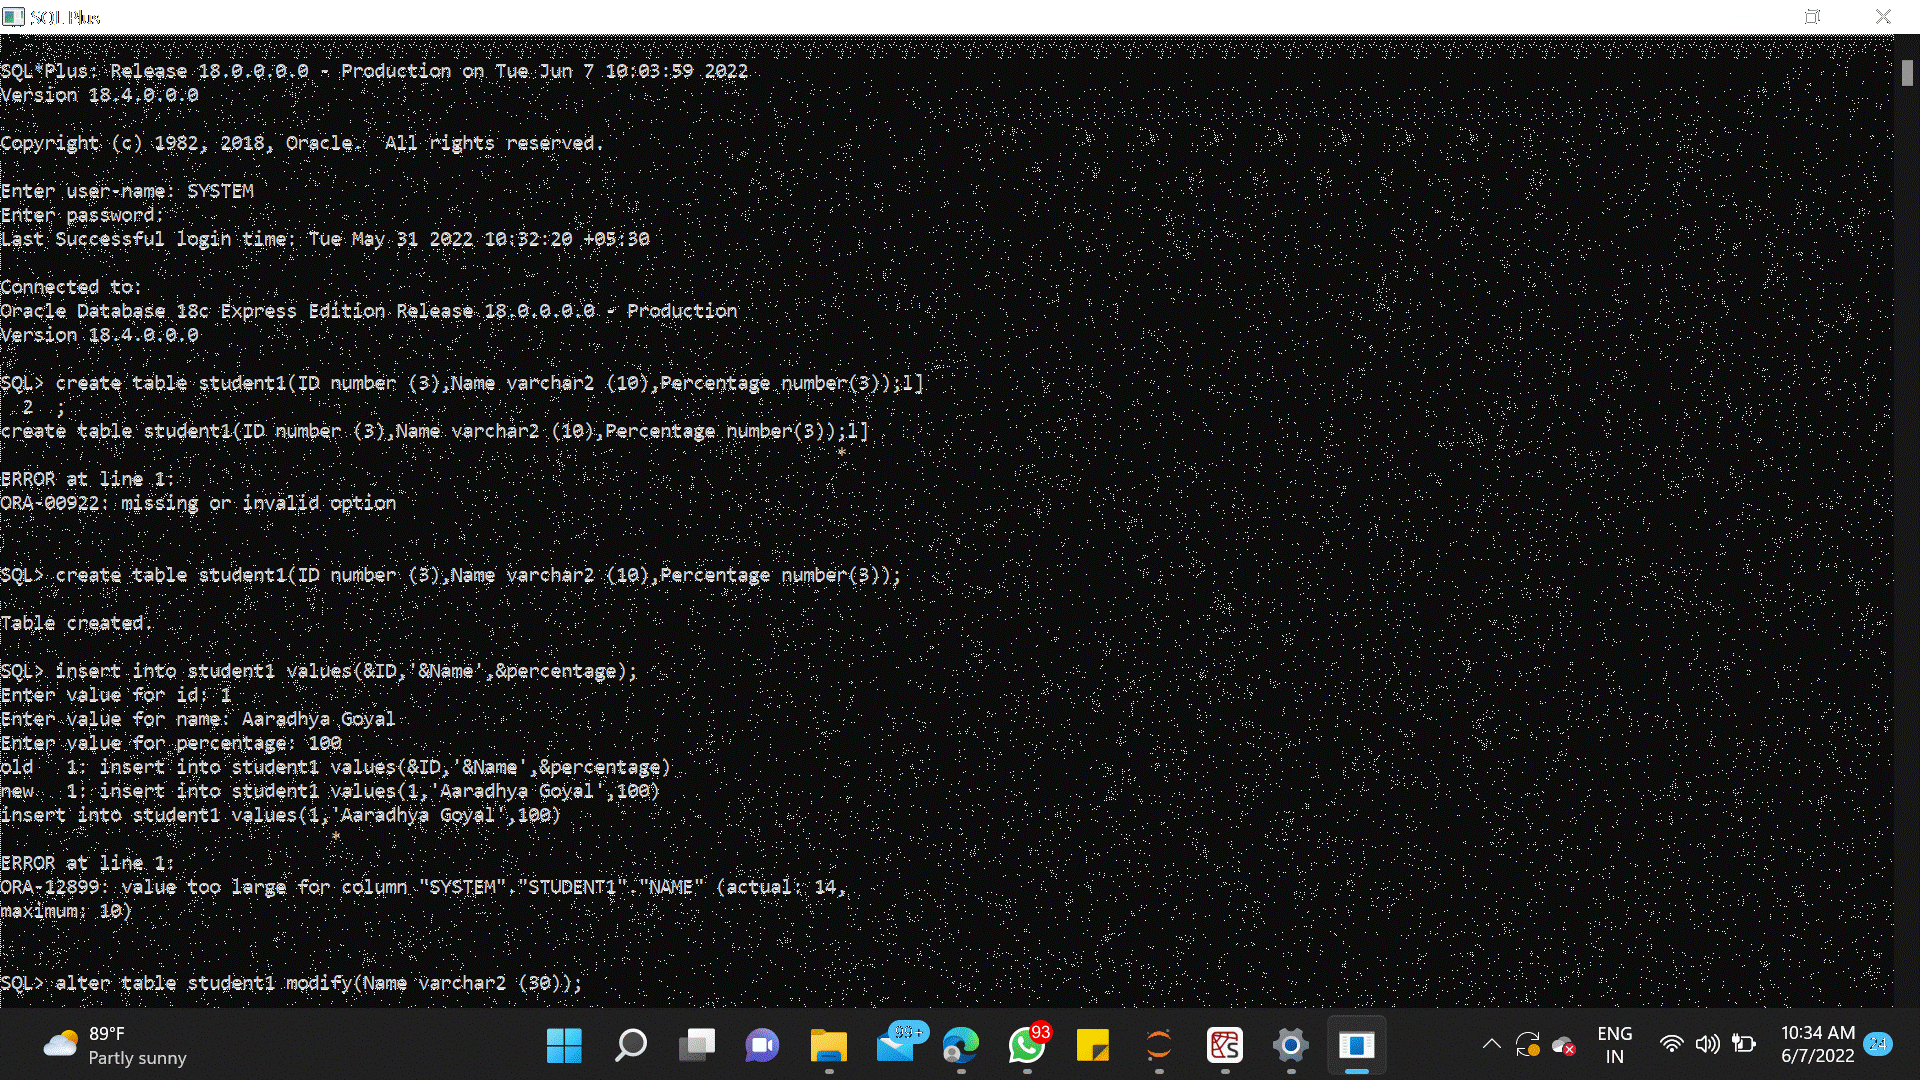 SQL Plus
SQL*Plus: Release 18.0.0.0.0 - Production on Tue Jun 7 10:03:59 2022
Version 18.4.0.0.0
Copyright (c) 1982, 2018, Oracle.  All rights reserved.
Enter user-name: SYSTEM
Enter password:
Last Successful login time: Tue May 31 2022 10:32:20 +05:30
Connected to:
Oracle Database 18c Express Edition Release 18.0.0.0.0 - Production
Version 18.4.0.0.0
SQL> create table student1(ID number (3),Name varchar2 (10),Percentage number(3));l]
  2  ;
create table student1(ID number (3),Name varchar2 (10),Percentage number(3));l]
*
ERROR at line 1:
ORA-00922: missing or invalid option
SQL> create table student1(ID number (3),Name varchar2 (10),Percentage number(3));
Table created.
SQL> insert into student1 values(&ID,'&Name',&percentage);
Enter value for id: 1
Enter value for name: Aaradhya Goyal
Enter value for percentage: 100
old   1: insert into student1 values(&ID,'&Name',&percentage)
new   1: insert into student1 values(1,'Aaradhya Goyal',100)
insert into student1 values(1,'Aaradhya Goyal',100)
*
ERROR at line 1:
ORA-12899: value too large for column "SYSTEM"."STUDENT1"."NAME" (actual: 14,
maximum: 10)
SQL> alter table student1 modify(Name varchar2 (30));
89°F
Partly sunny
99+
93
ENG
IN
10:34 AM
6/7/2022
24